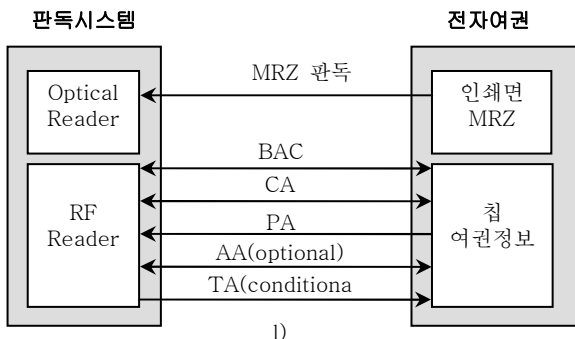 판독시스템
전자여권
MRZ 판독
Optical
Reader
인쇄면
MRZ
BAC
CA
RF
Reader
PA
칩
여권정보
AA(optional)
TA(conditiona
l)